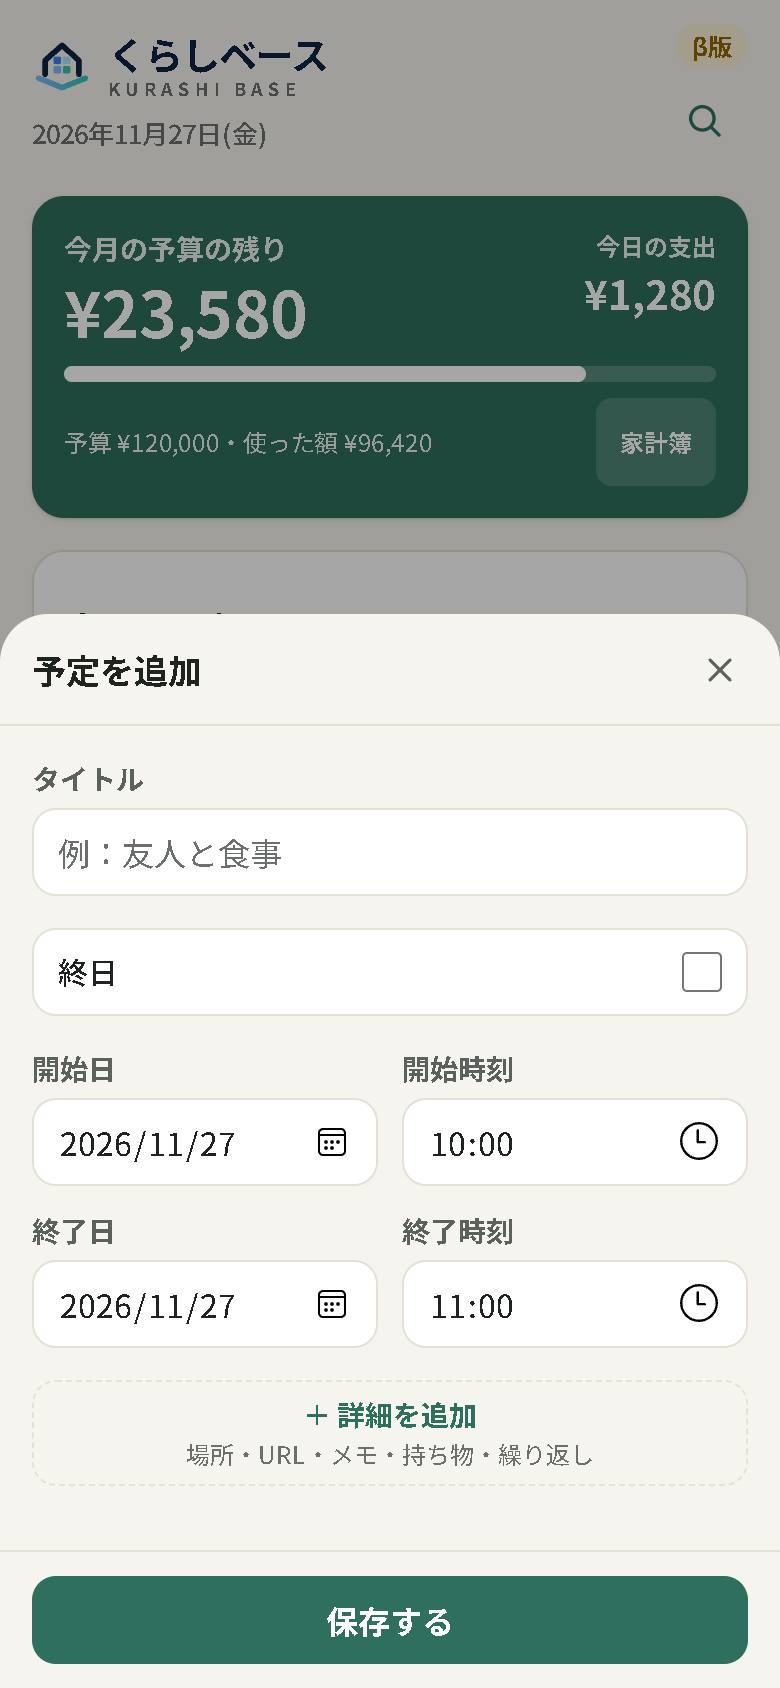 くらしベース
KURASHI BASE
β版
2026年11月27日(金)
今月の予算の残り
今日の支出
¥23,580
¥1,280
予算 ¥120,000・使った額 ¥96,420
家計簿
予定を追加
タイトル
例：友人と食事
終日
開始日
開始時刻
2026/11/27
10:00
終了日
終了時刻
2026/11/27
11:00
＋ 詳細を追加
場所・URL・メモ・持ち物・繰り返し
保存する